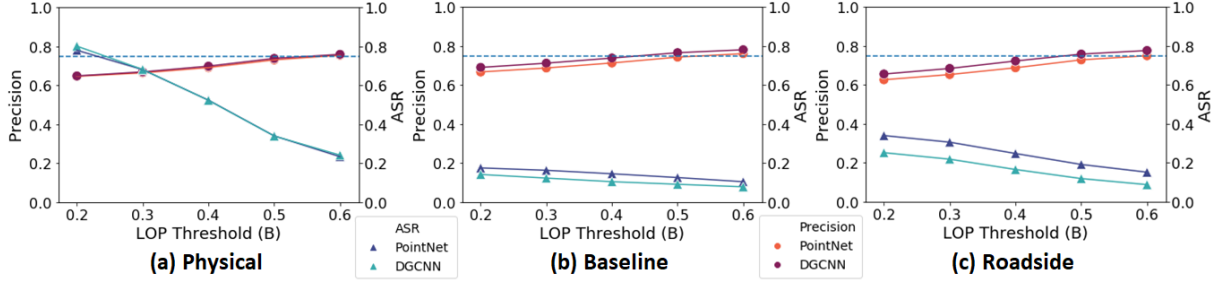 1.0 1.0 1.0 1.0 1.0 1.0
0.8 0.8 0.8 0.8 0.8 0.8
0.6 0.6 0.6 0.6 0.6 0.6
0.4 0.4 0.4 0.4 0.4 0.4
0.2 0.2 0.2 0.2 0.2 0.2
0.0 0.0 0.0 0.0 0.0 0.0
Precision ASR Precision ASR Precision ASR
0.2 0.3 0.4 0.5 0.6 0.2 0.3 0.4 0.5 0.6 0.2 0.3 0.4 0.5 0.6
LOP Threshold (B) LOP Threshold (B) LOP Threshold (B)
ASR
PointNet
DGCNN
Precision
PointNet
DGCNN
(a) Physical (b) Baseline (c) Roadside